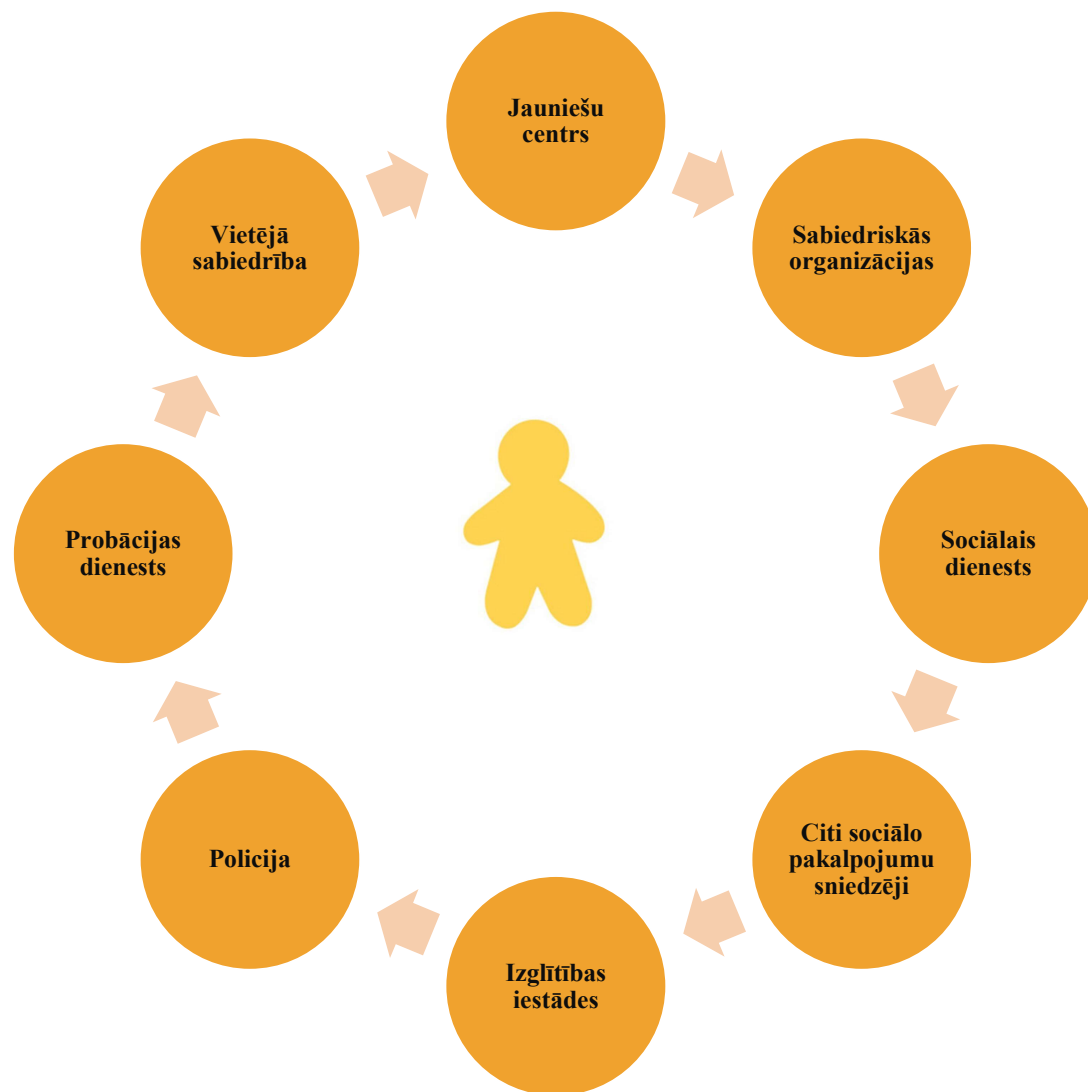 Jauniešu
centrs
Sabiedriskās
organizācijas
Sociālais
dienests
Citi sociālo
pakalpojumu
sniedzēji
Izglītības
iestādes
Policija
Probācijas
dienests
Vietējā
sabiedrība